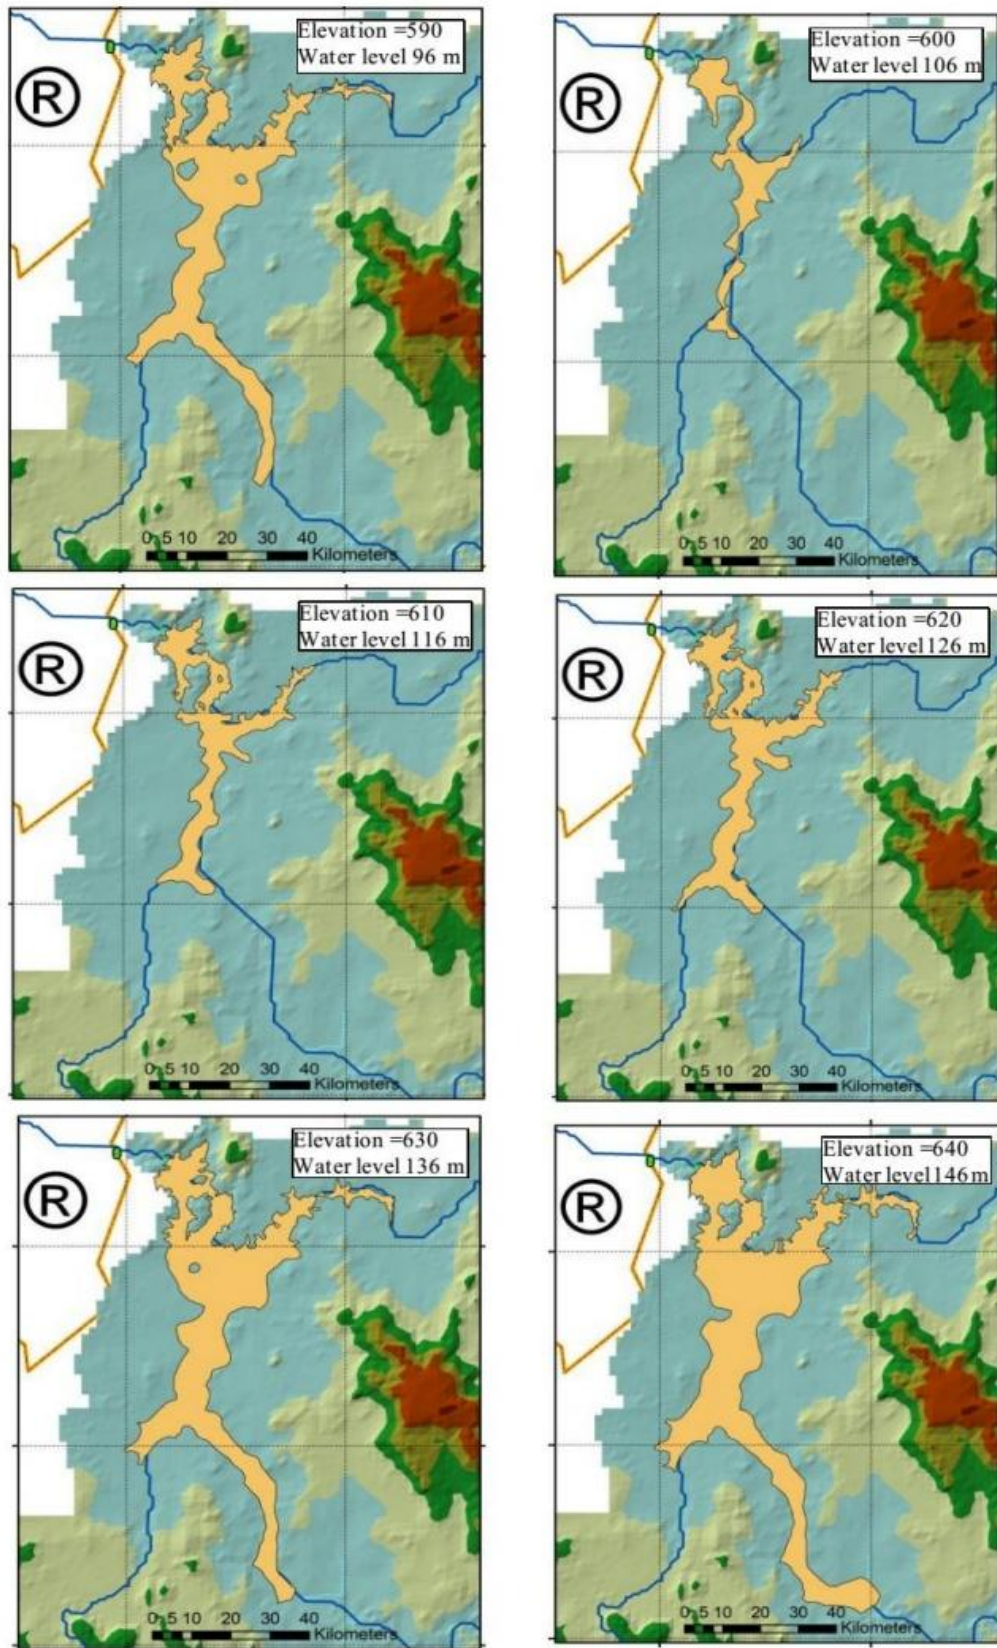 Elevation =590
Water level 96 m
R
0 5 10 20 30 40
Kilometers
Elevation =600
Water level 106 m
R
0 5 10 20 30 40
Kilometers
Elevation =610
Water level 116 m
R
0 5 10 20 30 40
Kilometers
Elevation =620
Water level 126 m
R
0 5 10 20 30 40
Kilometers
Elevation =630
Water level 136 m
R
0 5 10 20 30 40
Kilometers
Elevation =640
Water level 146 m
R
0 5 10 20 30 40
Kilometers